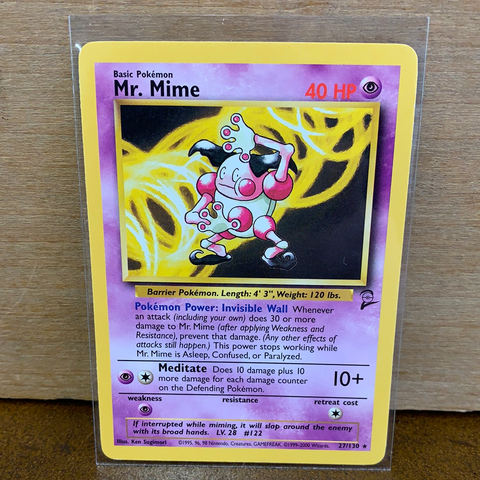 Basic Pokémon
Mr. Mime 40 HP
Barrier Pokémon. Length: 4' 3", Weight: 120 lbs.
Pokémon Power: Invisible Wall Whenever
an attack (including your own) does 30 or more
damage to Mr. Mime (after applying Weakness and
Resistance), prevent that damage. (Any other effects of
attacks still happen.) This power stops working while
Mr. Mime is Asleep, Confused, or Paralyzed.
Meditate Does 10 damage plus 10
more damage for each damage counter
on the Defending Pokémon.
10+
weakness resistance retreat cost
If interrupted while miming, it will slap around the enemy
with its broad hands. LV. 28 #122
Illus. Ken Sugimori ©1995, 96, 98 Nintendo, Creatures, GAMEFREAK. ©1999-2000 Wizards. 27/130 ★